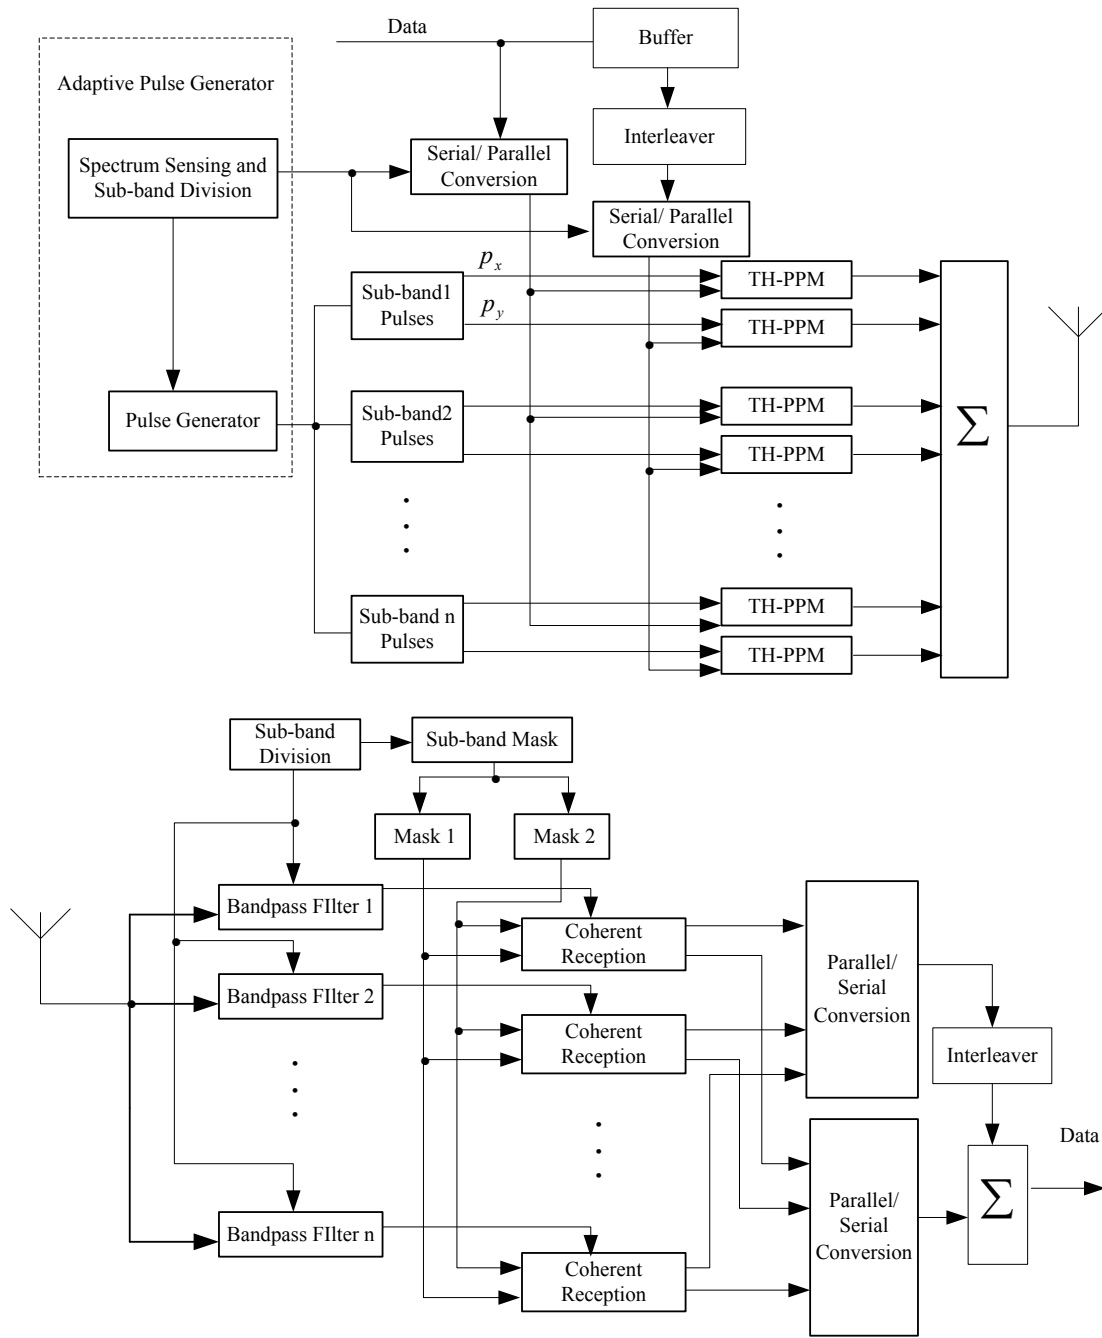 Data
Buffer
Adaptive Pulse Generator
Interleaver
Serial/ Parallel
Conversion
Spectrum Sensing and
Sub-band Division
Serial/ Parallel
Conversion
p_x
Sub-band1
Pulses
p_y
TH-PPM
TH-PPM
Pulse Generator
Sub-band2
Pulses
TH-PPM
TH-PPM
Σ
Sub-band n
Pulses
TH-PPM
TH-PPM
Sub-band
Division
Sub-band Mask
Mask 1
Mask 2
Bandpass FIlter 1
Coherent
Reception
Bandpass FIlter 2
Coherent
Reception
Parallel/
Serial
Conversion
Interleaver
Data
Bandpass FIlter n
Coherent
Reception
Parallel/
Serial
Conversion
Σ